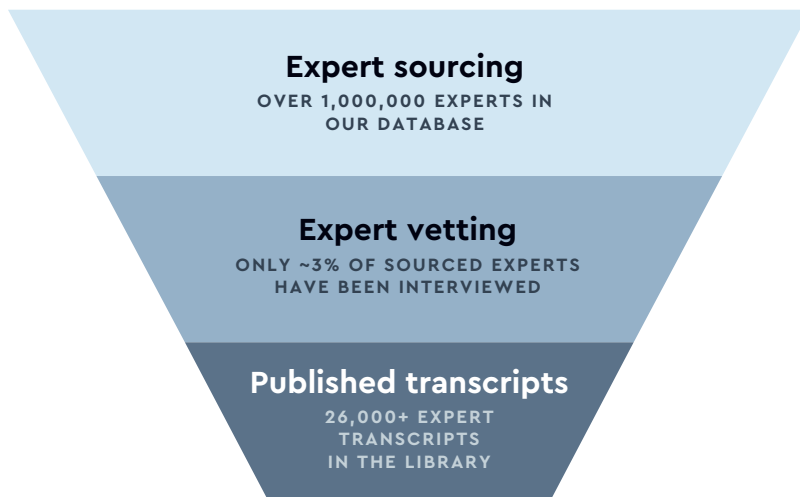 Expert sourcing
OVER 1,000,000 EXPERTS IN
OUR DATABASE
Expert vetting
ONLY ~3% OF SOURCED EXPERTS
HAVE BEEN INTERVIEWED
Published transcripts
26,000+ EXPERT
TRANSCRIPTS
IN THE LIBRARY